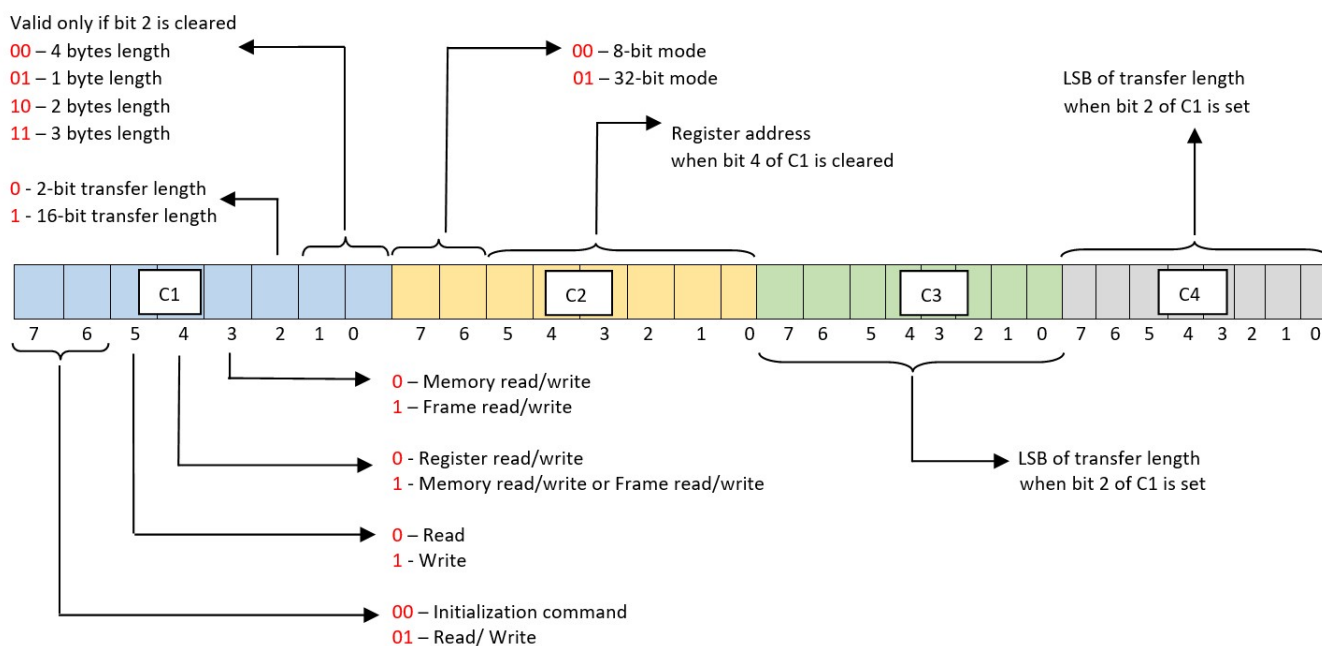 Valid only if bit 2 is cleared
00 – 4 bytes length
01 – 1 byte length
10 – 2 bytes length
11 – 3 bytes length
0 - 2-bit transfer length
1 - 16-bit transfer length
00 – 8-bit mode
01 – 32-bit mode
Register address
when bit 4 of C1 is cleared
LSB of transfer length
when bit 2 of C1 is set
C1
C2
C3
C4
7 6 5 4 3 2 1 0 7 6 5 4 3 2 1 0 7 6 5 4 3 2 1 0 7 6 5 4 3 2 1 0
0 – Memory read/write
1 – Frame read/write
0 - Register read/write
1 - Memory read/write or Frame read/write
0 – Read
1 - Write
00 – Initialization command
01 – Read/ Write
LSB of transfer length
when bit 2 of C1 is set